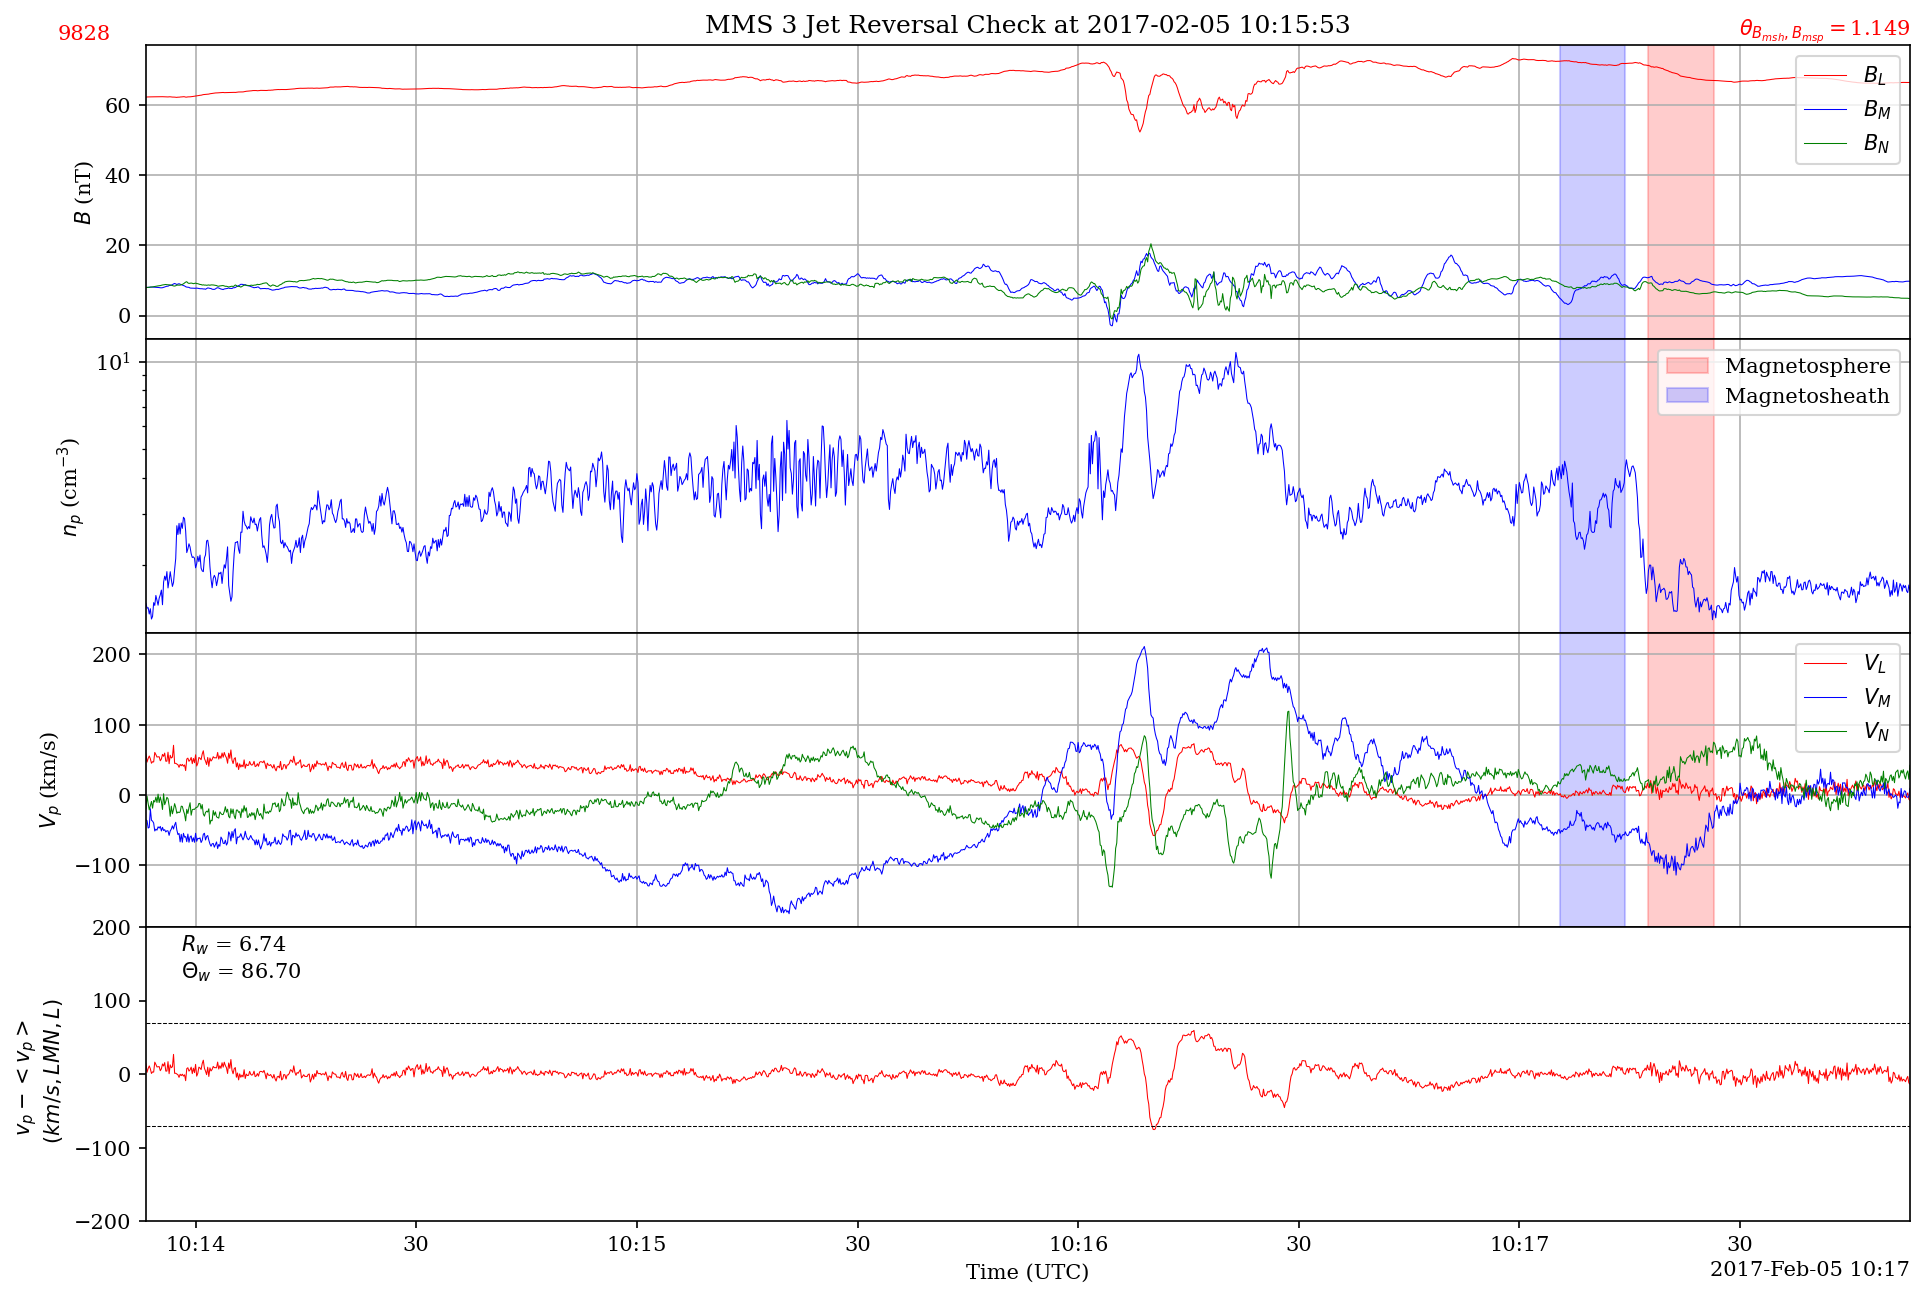 9828
MMS 3 Jet Reversal Check at 2017-02-05 10:15:53
θ_{B_{msh}, B_{msp}} = 1.149
B (nT)
60
40
20
0
B_L
B_M
B_N
n_p (cm^{−3})
10^1
Magnetosphere
Magnetosheath
V_p (km/s)
200
100
0
−100
V_L
V_M
V_N
v_p − < v_p >
(km/s, LMN, L)
200
100
0
−100
−200
R_w = 6.74
Θ_w = 86.70
10:14
30
10:15
30
10:16
30
10:17
30
Time (UTC)
2017-Feb-05 10:17